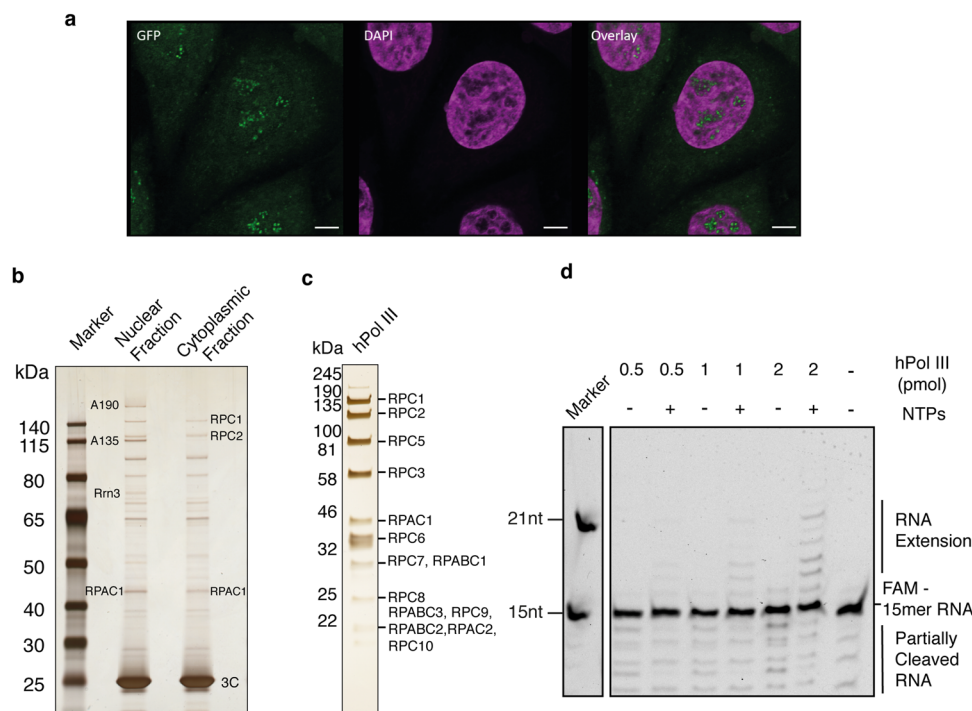 a
GFP
DAPI
Overlay
b
Marker
Nuclear
Fraction
Cytoplasmic
Fraction
kDa
140
115
80
65
50
40
30
25
A190
A135
Rrn3
RPAC1
RPC1
RPC2
RPAC1
3C
c
hPol III
kDa
245
190
135
100
81
58
46
32
25
22
RPC1
RPC2
RPC5
RPC3
RPAC1
RPC6
RPC7, RPABC1
RPC8
RPABC3, RPC9,
RPABC2,RPAC2,
RPC10
d
Marker
0.5 0.5 1 1 2 2 - hPol III
(pmol)
- + - + - + - NTPs
21nt
15nt
RNA
Extension
FAM -
15mer RNA
Partially
Cleaved
RNA